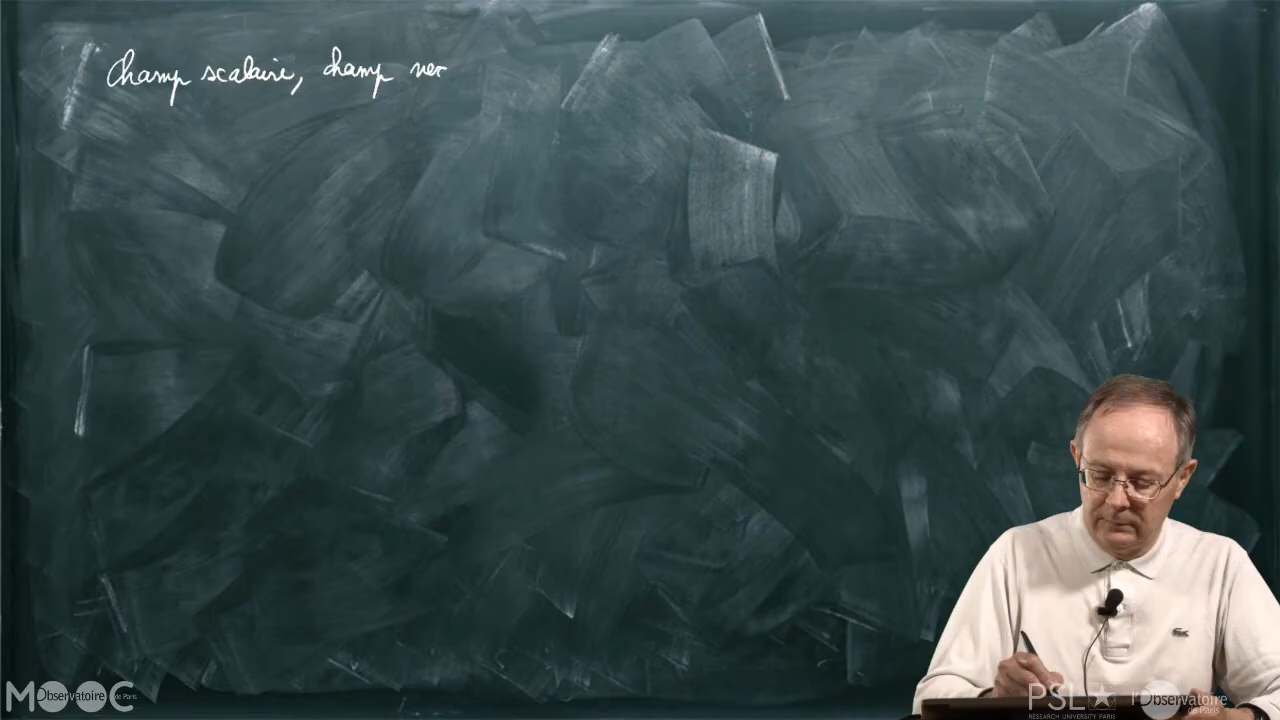 Champ scalaire, champ vec
MOOC Observatoire de Paris
PSL★ l'Observatoire de Paris
RESEARCH UNIVERSITY PARIS